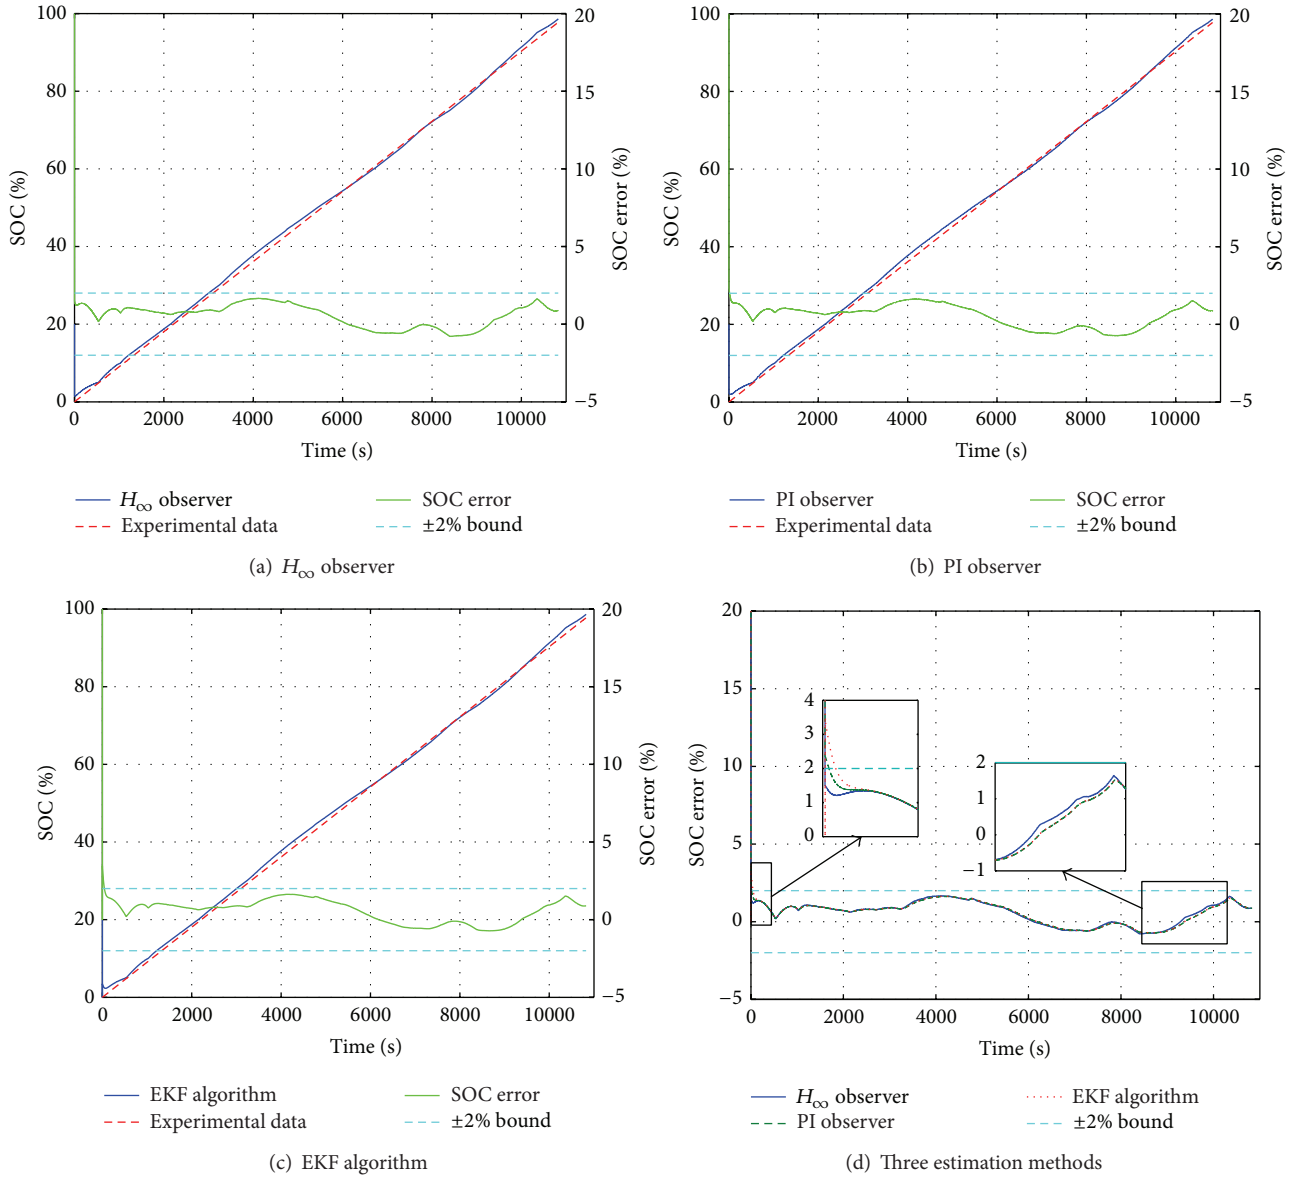 100
80
60
40
20
0
SOC (%)
20
15
10
5
0
−5
SOC error (%)
0 2000 4000 6000 8000 10000
Time (s)
H∞ observer
Experimental data
SOC error
±2% bound
(a) H∞ observer
100
80
60
40
20
0
SOC (%)
20
15
10
5
0
−5
SOC error (%)
0 2000 4000 6000 8000 10000
Time (s)
PI observer
Experimental data
SOC error
±2% bound
(b) PI observer
100
80
60
40
20
0
SOC (%)
20
15
10
5
0
−5
SOC error (%)
0 2000 4000 6000 8000 10000
Time (s)
EKF algorithm
Experimental data
SOC error
±2% bound
(c) EKF algorithm
20
15
10
5
0
−5
SOC error (%)
4
3
2
1
0
2
1
0
−1
0 2000 4000 6000 8000 10000
Time (s)
H∞ observer
PI observer
EKF algorithm
±2% bound
(d) Three estimation methods